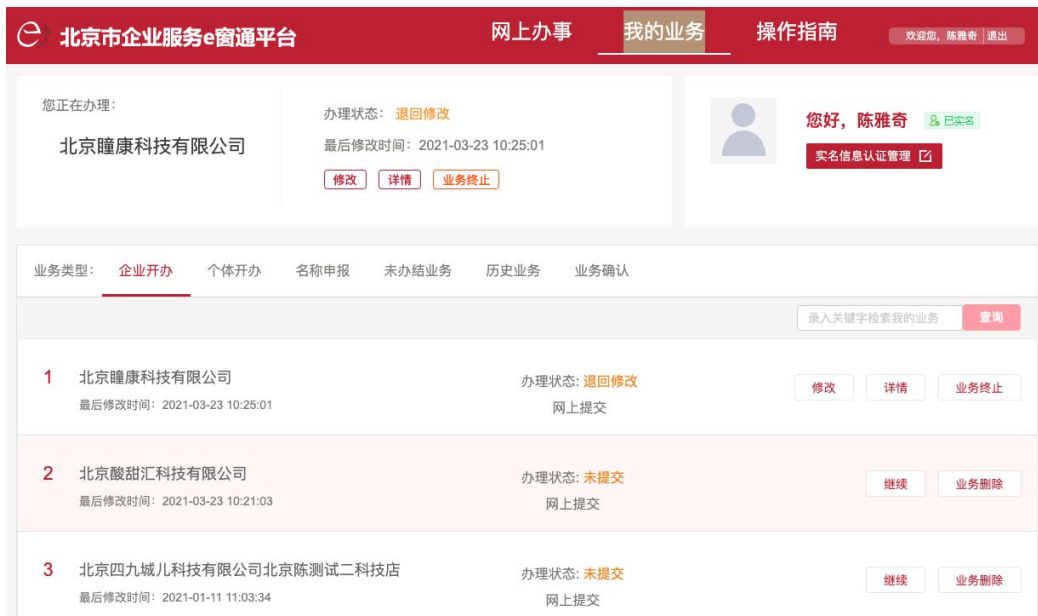 北京市企业服务e窗通平台 网上办事 我的业务 操作指南 欢迎您，陈雅奇 退出
您正在办理：
北京瞳康科技有限公司
办理状态： 退回修改
最后修改时间：2021-03-23 10:25:01
修改 详情 业务终止
您好，陈雅奇 已实名
实名信息认证管理
业务类型： 企业开办 个体开办 名称申报 未办结业务 历史业务 业务确认
录入关键字检索我的业务 查询
1 北京瞳康科技有限公司 办理状态: 退回修改 修改 详情 业务终止
最后修改时间：2021-03-23 10:25:01 网上提交
2 北京酸甜汇科技有限公司 办理状态: 未提交 继续 业务删除
最后修改时间：2021-03-23 10:21:03 网上提交
3 北京四九城儿科技有限公司北京陈测试二科技店 办理状态: 未提交 继续 业务删除
最后修改时间：2021-01-11 11:03:34 网上提交